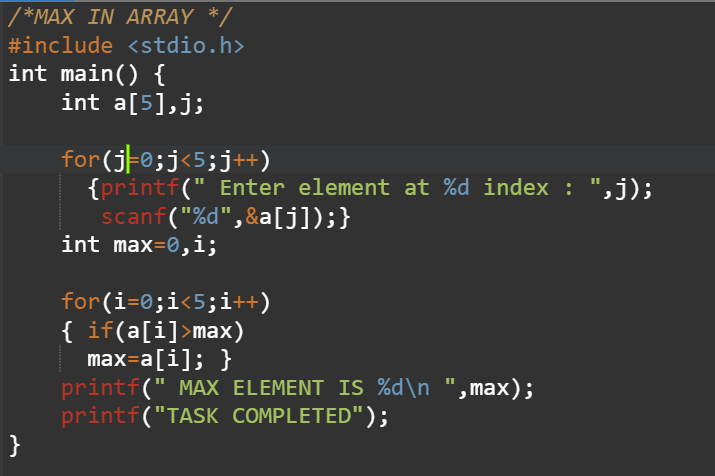 /*MAX IN ARRAY */
#include <stdio.h>
int main() {
    int a[5],j;

    for(j=0;j<5;j++)
      {printf(" Enter element at %d index : ",j);
       scanf("%d",&a[j]);}
    int max=0,i;

    for(i=0;i<5;i++)
    { if(a[i]>max)
      max=a[i]; }
    printf(" MAX ELEMENT IS %d\n ",max);
    printf("TASK COMPLETED");
}